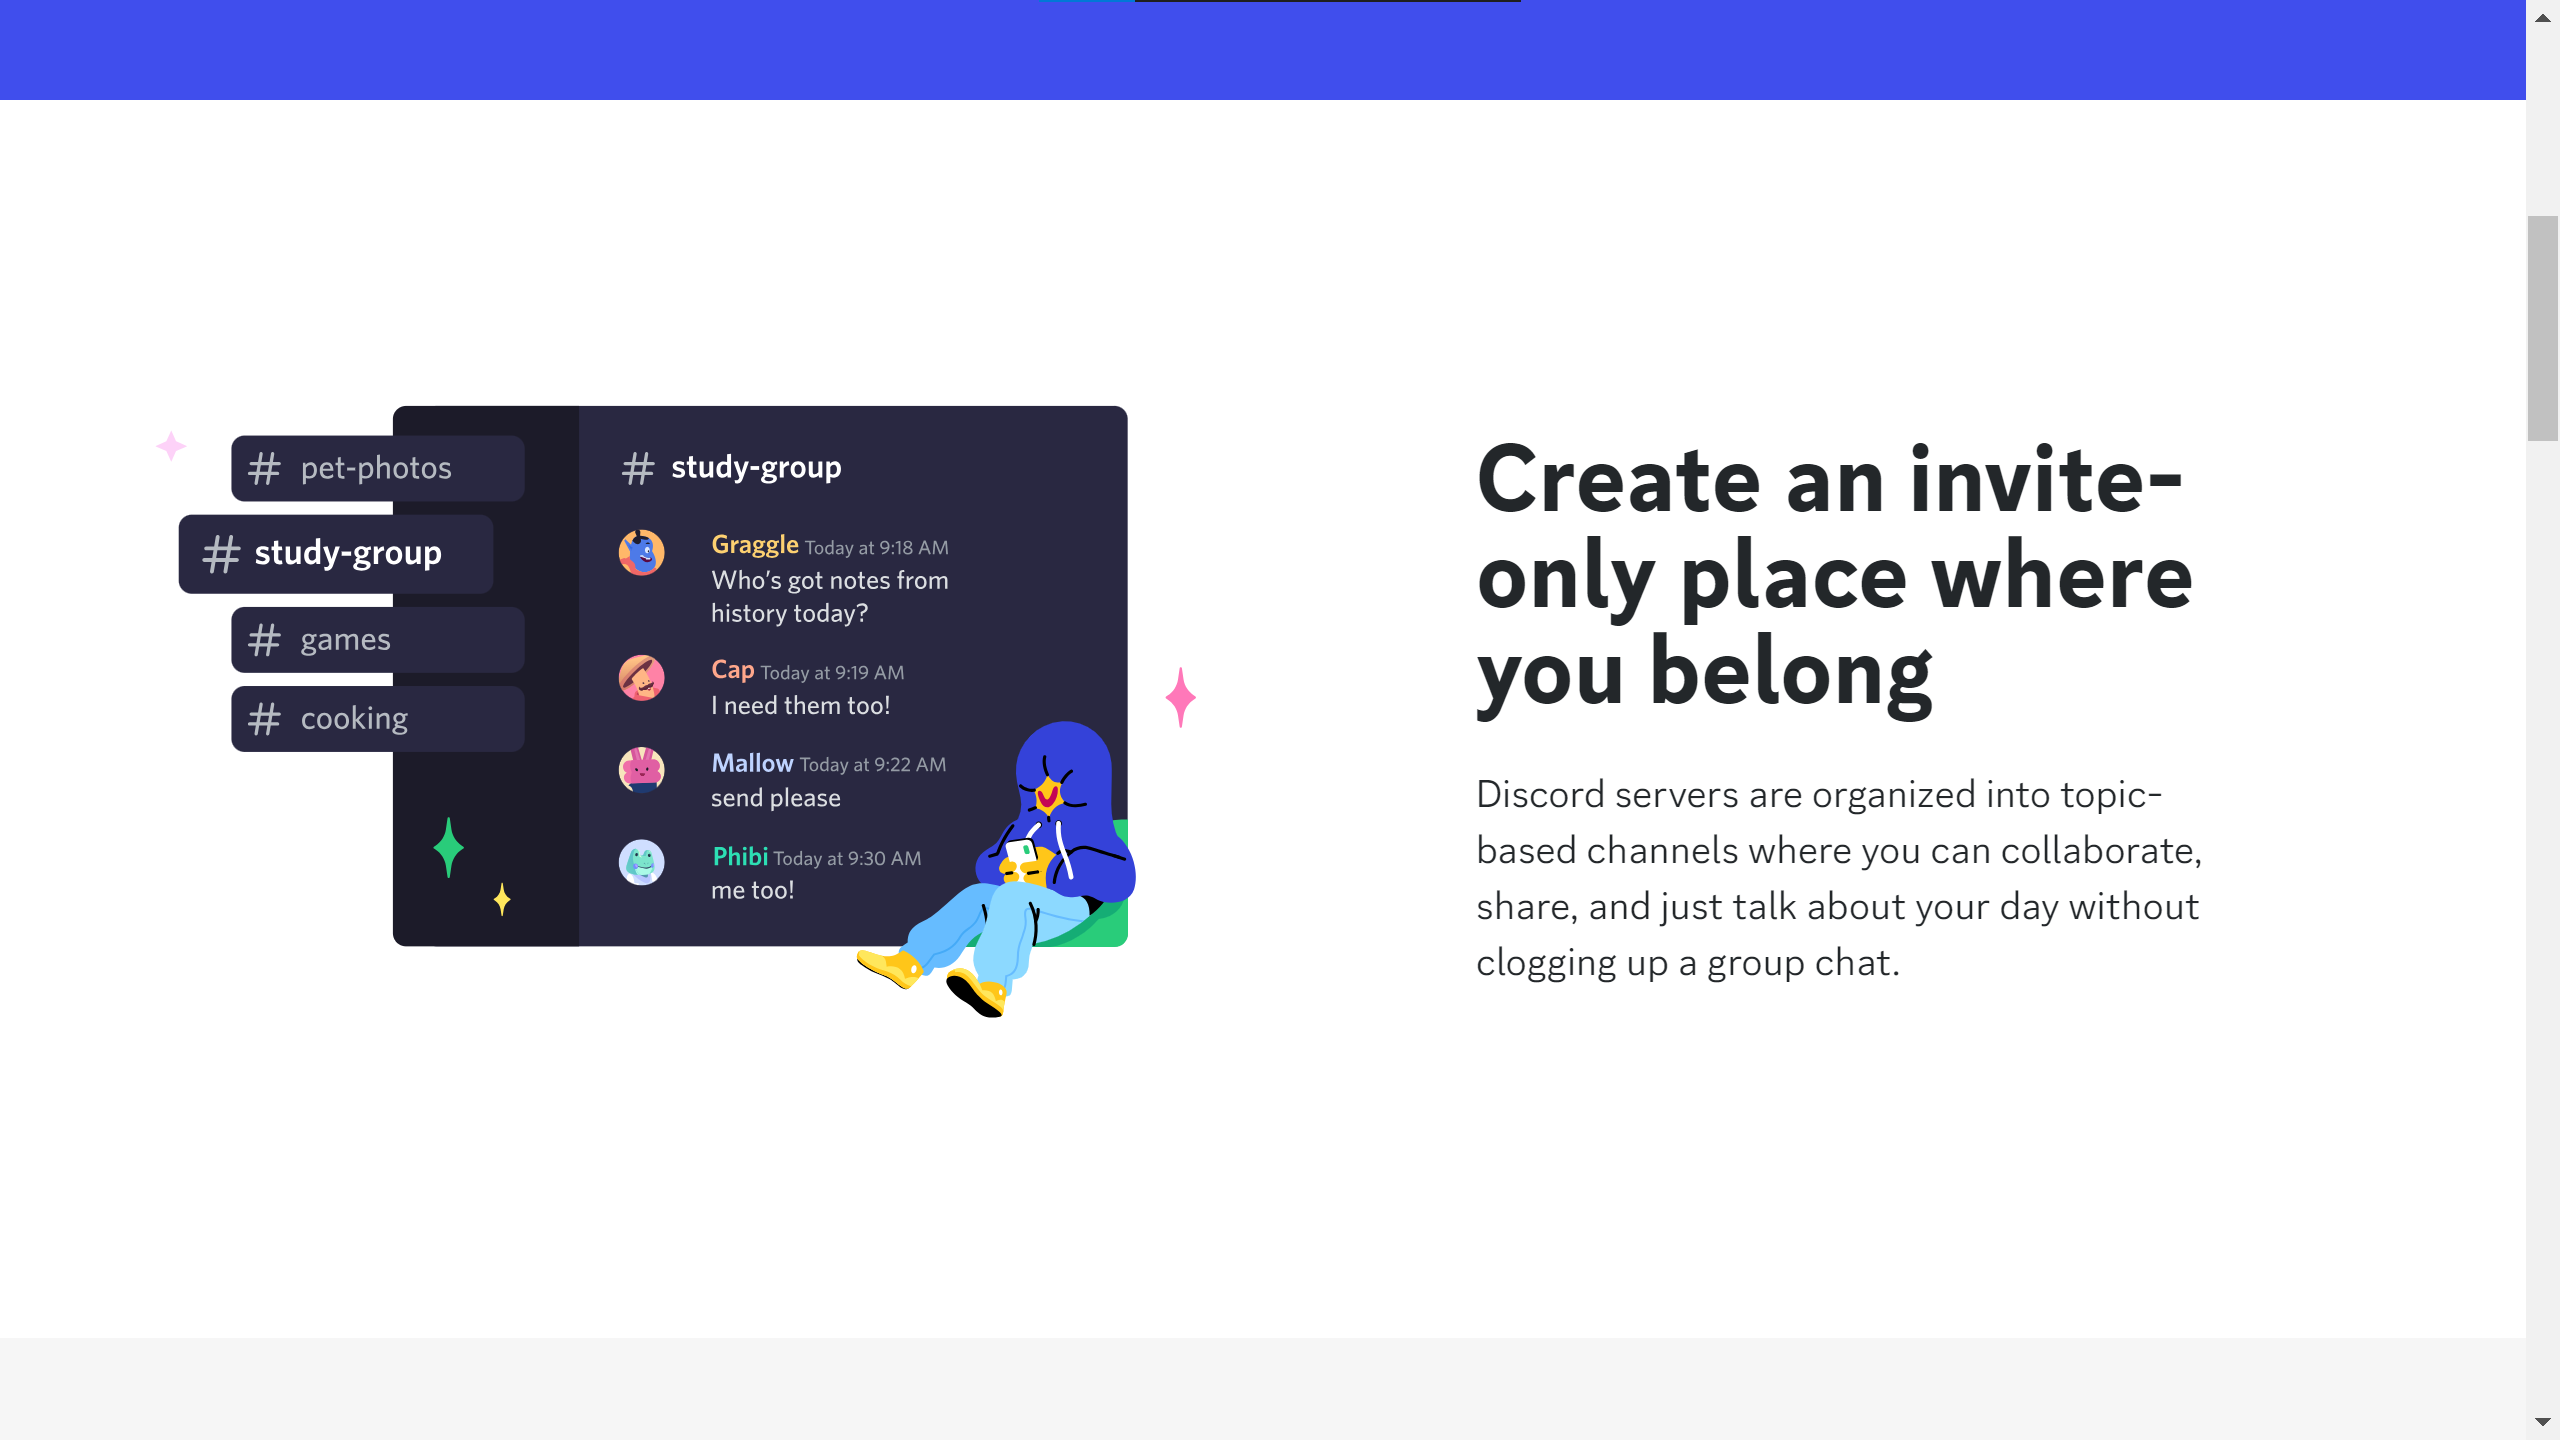 # pet-photos
# study-group
# games
# cooking
# study-group
Graggle Today at 9:18 AM
Who's got notes from
history today?
Cap Today at 9:19 AM
I need them too!
Mallow Today at 9:22 AM
send please
Phibi Today at 9:30 AM
me too!
Create an invite-
only place where
you belong
Discord servers are organized into topic-
based channels where you can collaborate,
share, and just talk about your day without
clogging up a group chat.